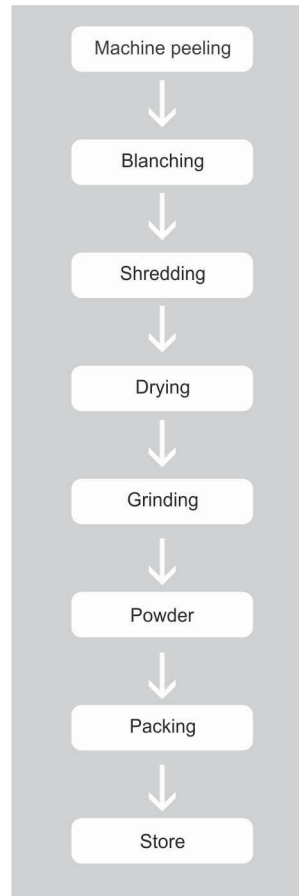 Machine peeling
Blanching
Shredding
Drying
Grinding
Powder
Packing
Store